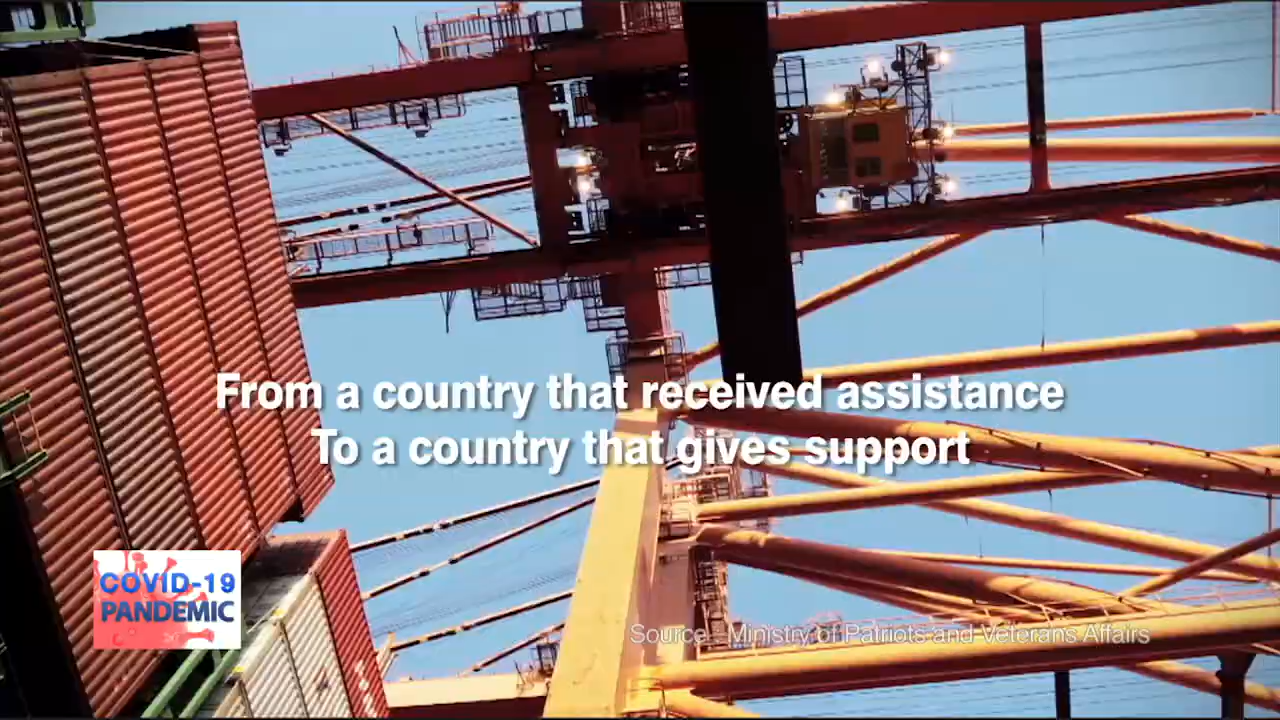 From a country that received assistance
To a country that gives support
COVID-19
PANDEMIC
Source : Ministry of Patriots and Veterans Affairs